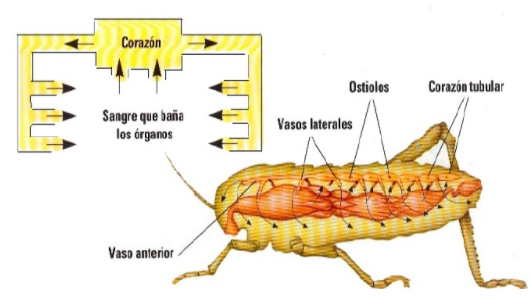 Corazón
Sangre que baña
los órganos
Ostiolos
Corazón tubular
Vasos laterales
Vaso anterior